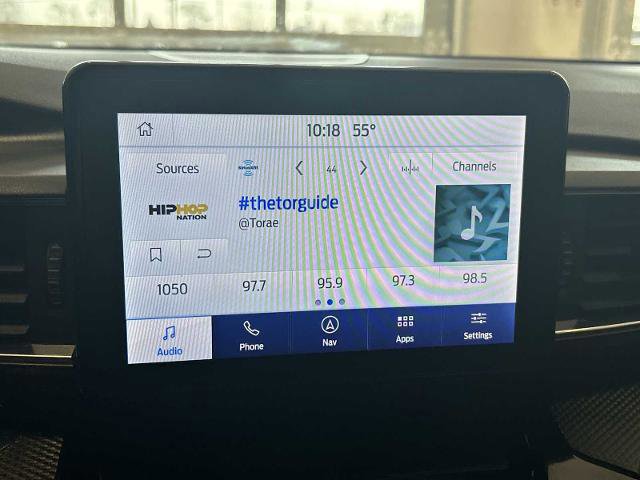 10:18 55°
Sources SiriusXM 44 Channels
HIPHOP NATION
#thetorguide
@Torae
1050 97.7 95.9 97.3 98.5
Audio Phone Nav Apps Settings